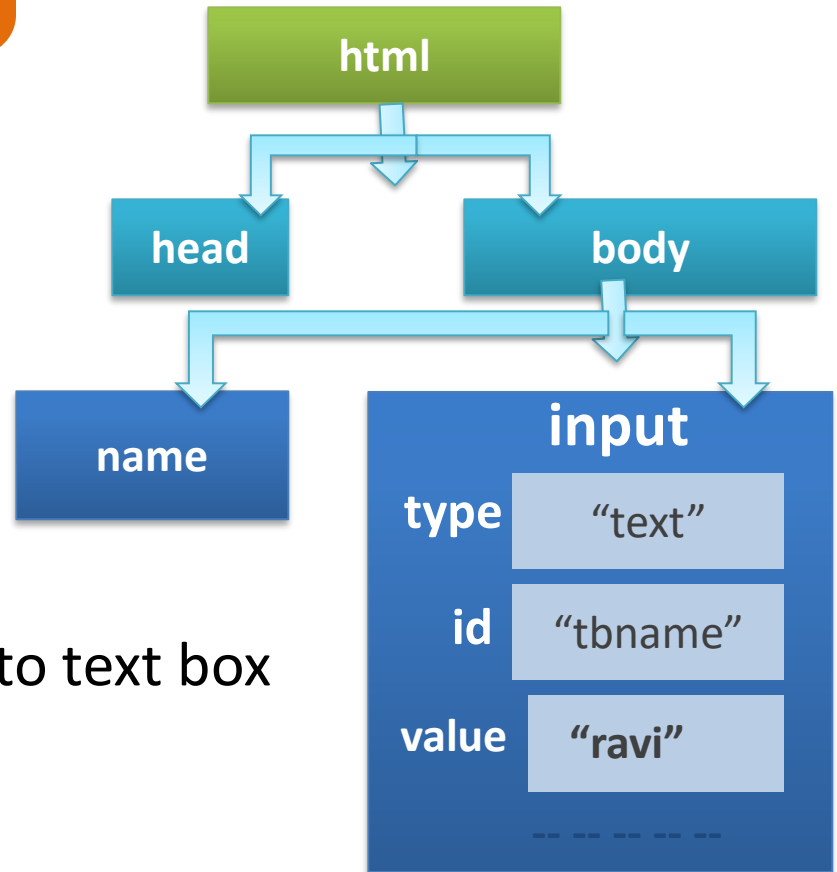 html
head body
name
input
type “text”
id “tbname”
to text box
value “ravi”
-- -- -- -- --